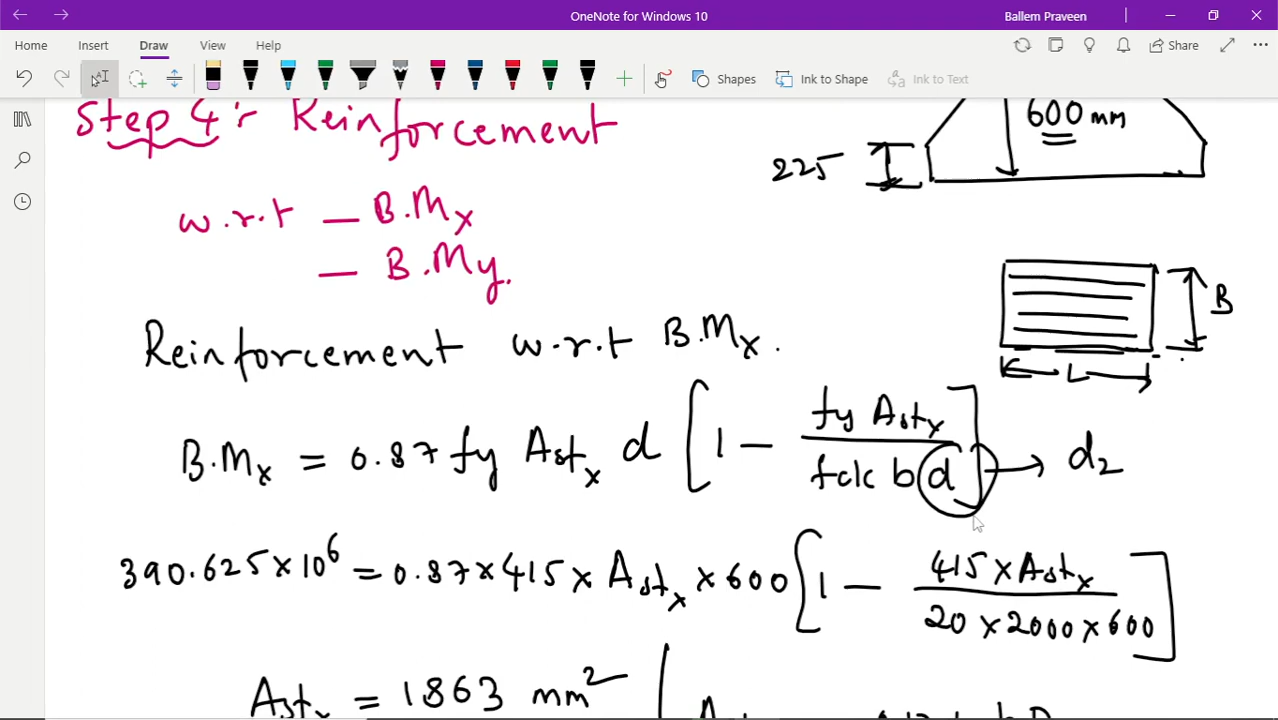 OneNote for Windows 10
Ballem Praveen
Home Insert Draw View Help
Share
Shapes Ink to Shape Ink to Text
Step 4: Reinforcement
600 mm
225
w.r.t — B.Mx
— B.My.
B
L
Reinforcement w.r.t B.Mx.
B.Mx = 0.87 fy Astx d [1 - fy Astx / fck b d] → d2
390.625 x 10^6 = 0.87 x 415 x Astx x 600 [1 - 415 x Astx / 20 x 2000 x 600]
Astx = 1863 mm²